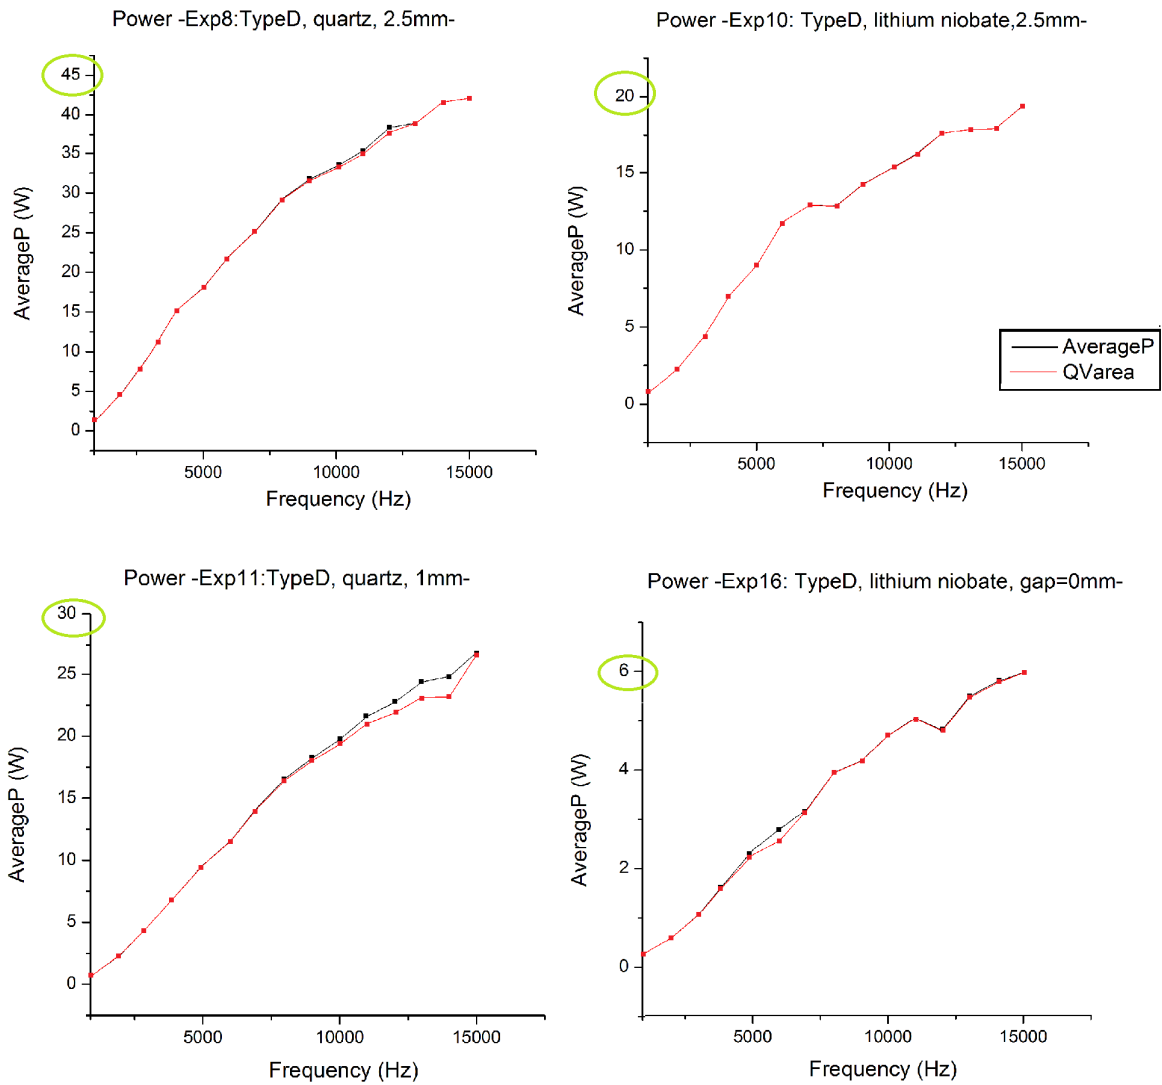 Power -Exp8:TypeD, quartz, 2.5mm-
45
40
35
30
25
20
15
10
5
0
AverageP (W)
5000 10000 15000
Frequency (Hz)
Power -Exp10: TypeD, lithium niobate,2.5mm-
20
15
10
5
0
AverageP (W)
AverageP
QVarea
5000 10000 15000
Frequency (Hz)
Power -Exp11:TypeD, quartz, 1mm-
30
25
20
15
10
5
0
AverageP (W)
5000 10000 15000
Frequency (Hz)
Power -Exp16: TypeD, lithium niobate, gap=0mm-
6
4
2
0
AverageP (W)
5000 10000 15000
Frequency (Hz)